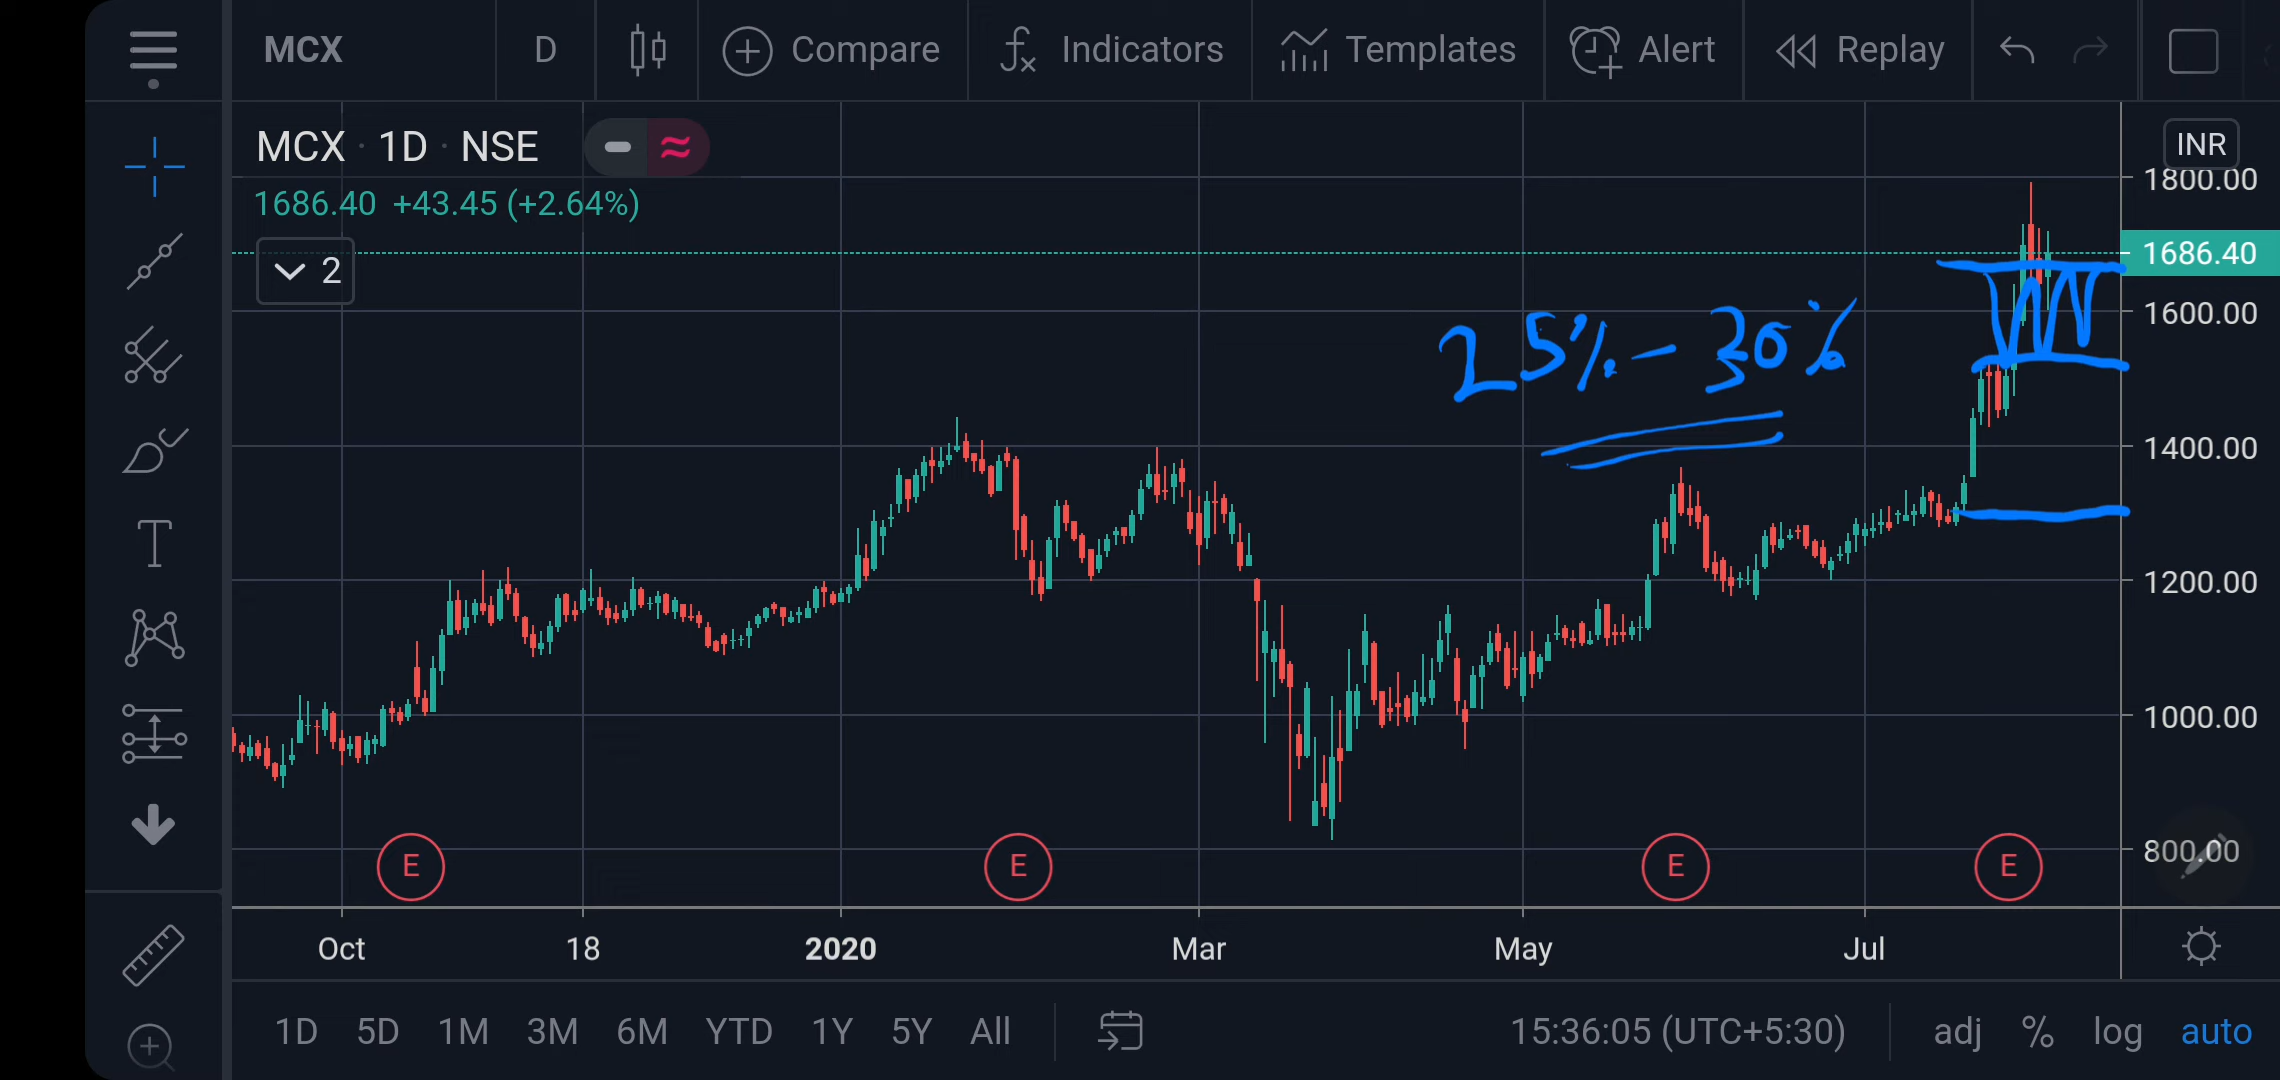 MCX D Compare Indicators Templates Alert Replay
MCX · 1D · NSE
INR
1686.40 +43.45 (+2.64%)
2
1800.00
1686.40
1600.00
1400.00
1200.00
1000.00
800.00
25% - 30%
E E E E
Oct 18 2020 Mar May Jul
1D 5D 1M 3M 6M YTD 1Y 5Y All 15:36:05 (UTC+5:30) adj % log auto